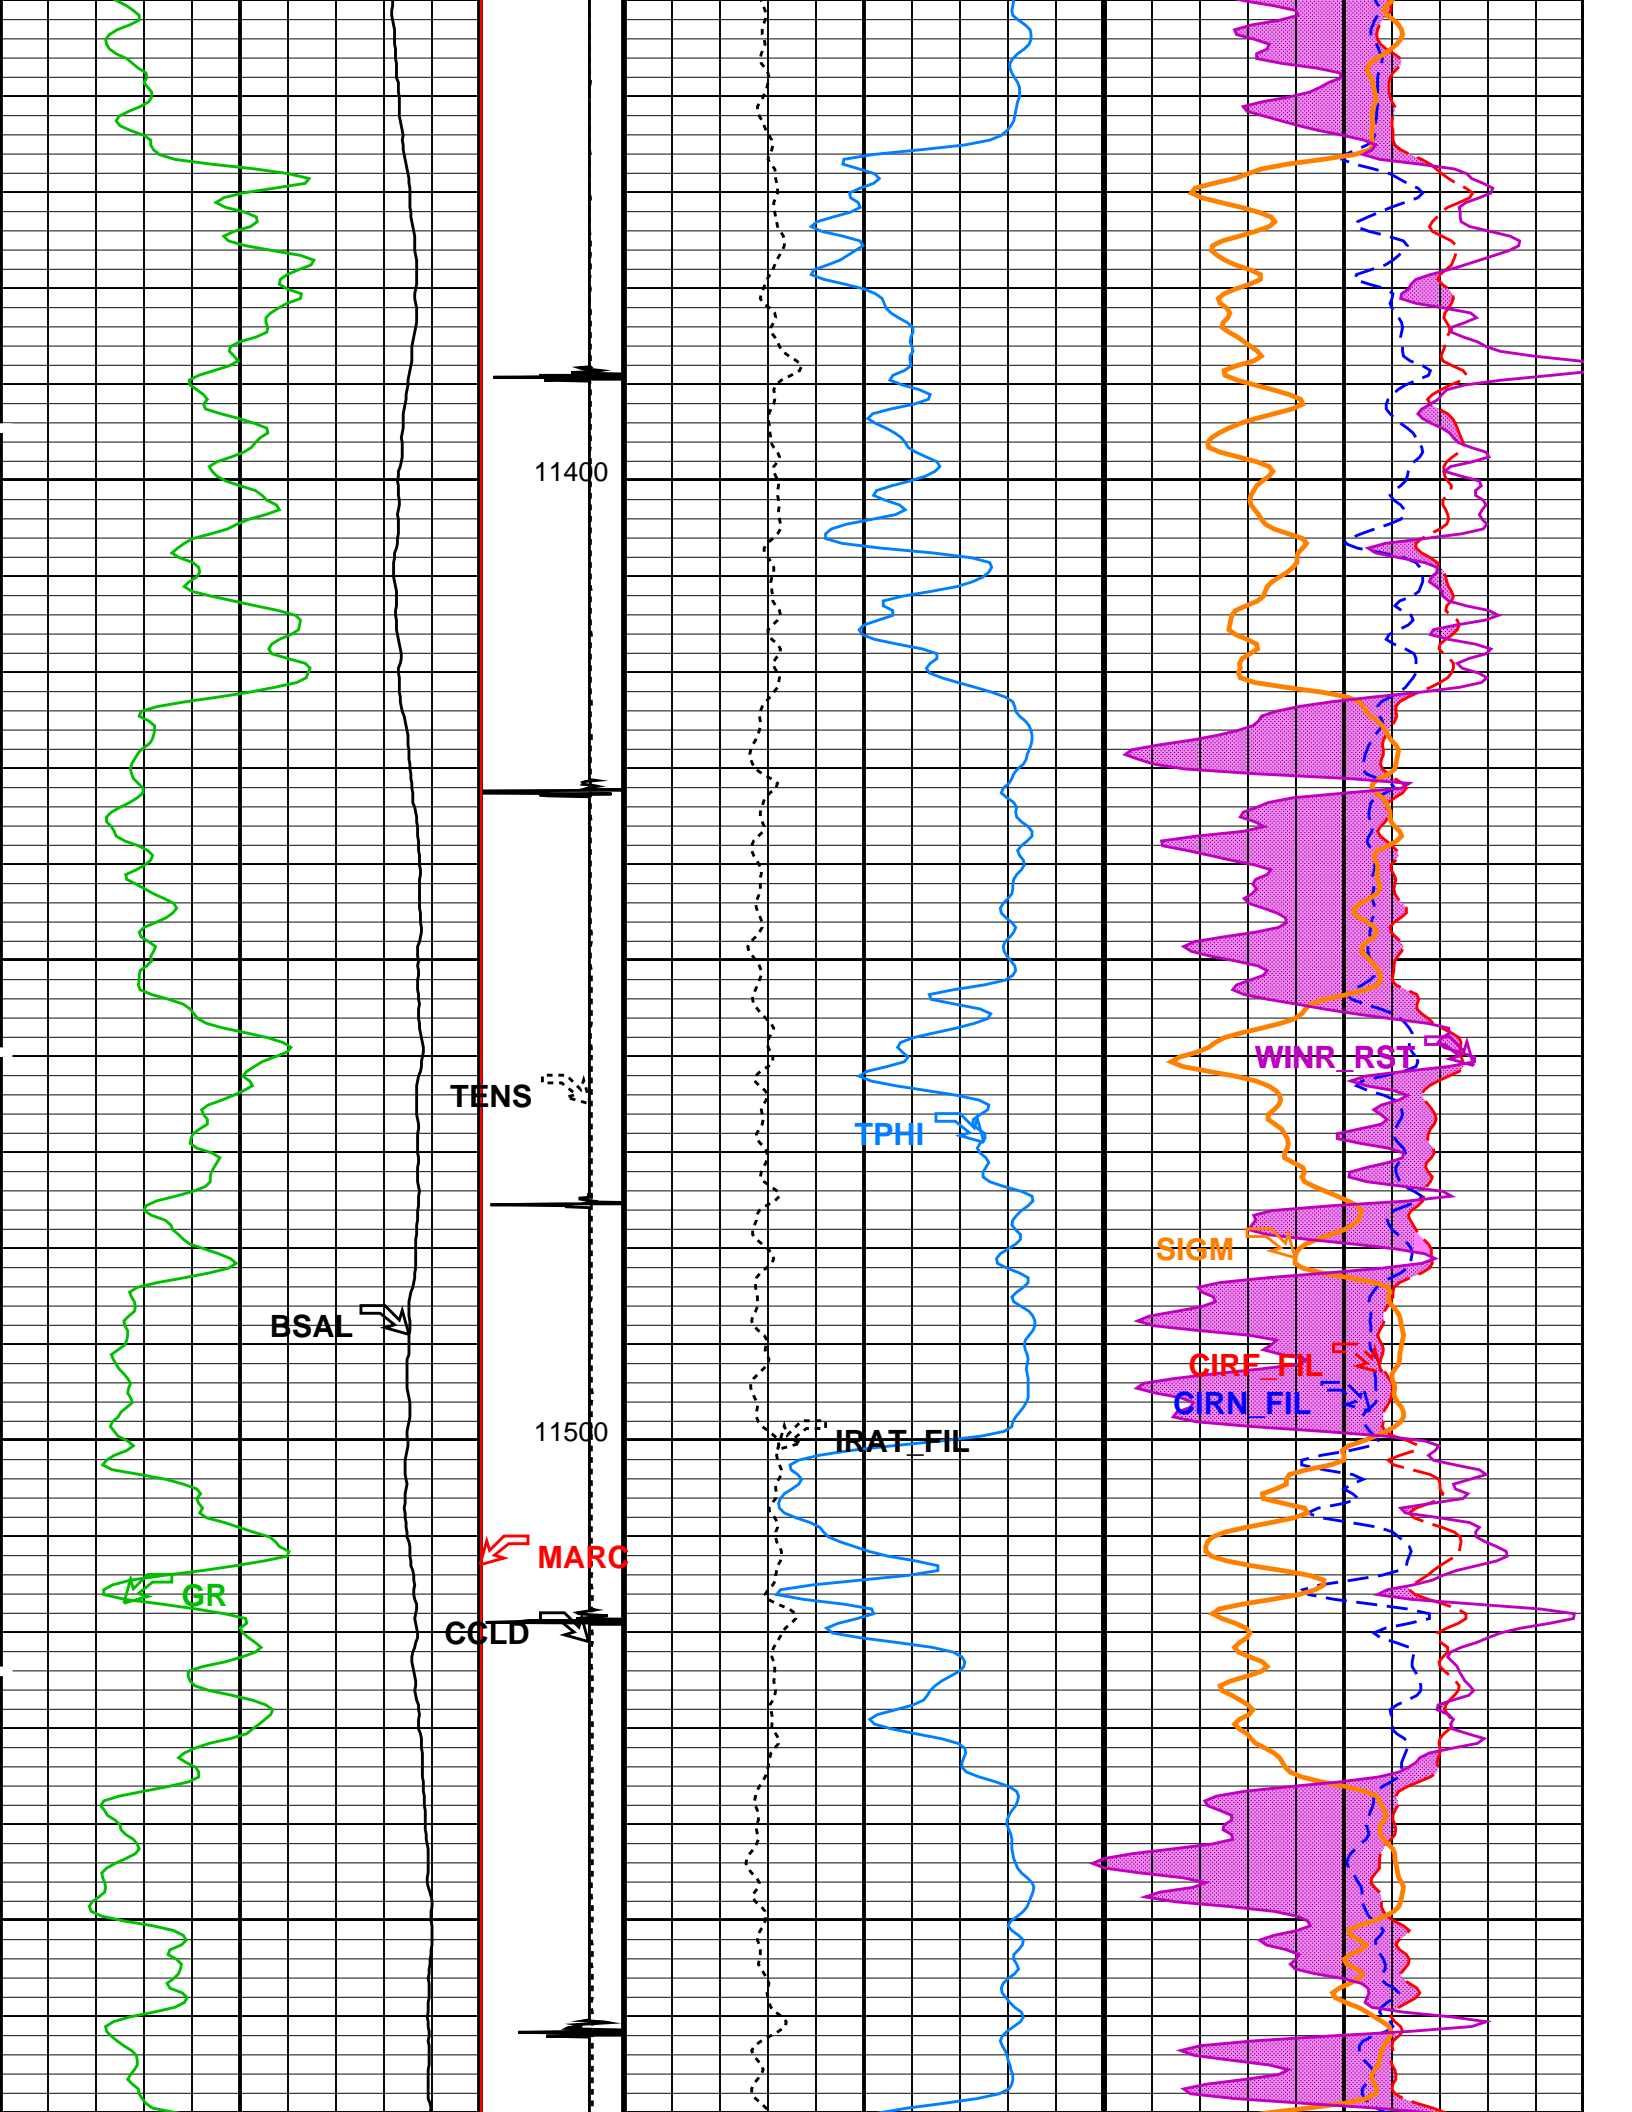 11400
WINR_RST
TENS
TPHI
SIGM
BSAL
CIRF_FIL
CIRN_FIL
11500
IRAT_FIL
MARC
GR
CCLD